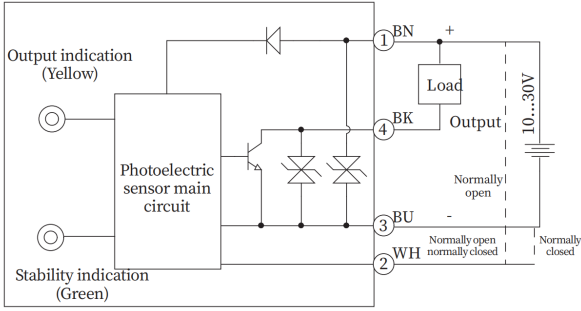 Output indication
(Yellow)
Photoelectric
sensor main
circuit
Stability indication
(Green)
1
BN
+
Load
4
BK
Output
10...30V
Normally
open
3
BU
-
2
WH
Normally open
normally closed
Normally
closed